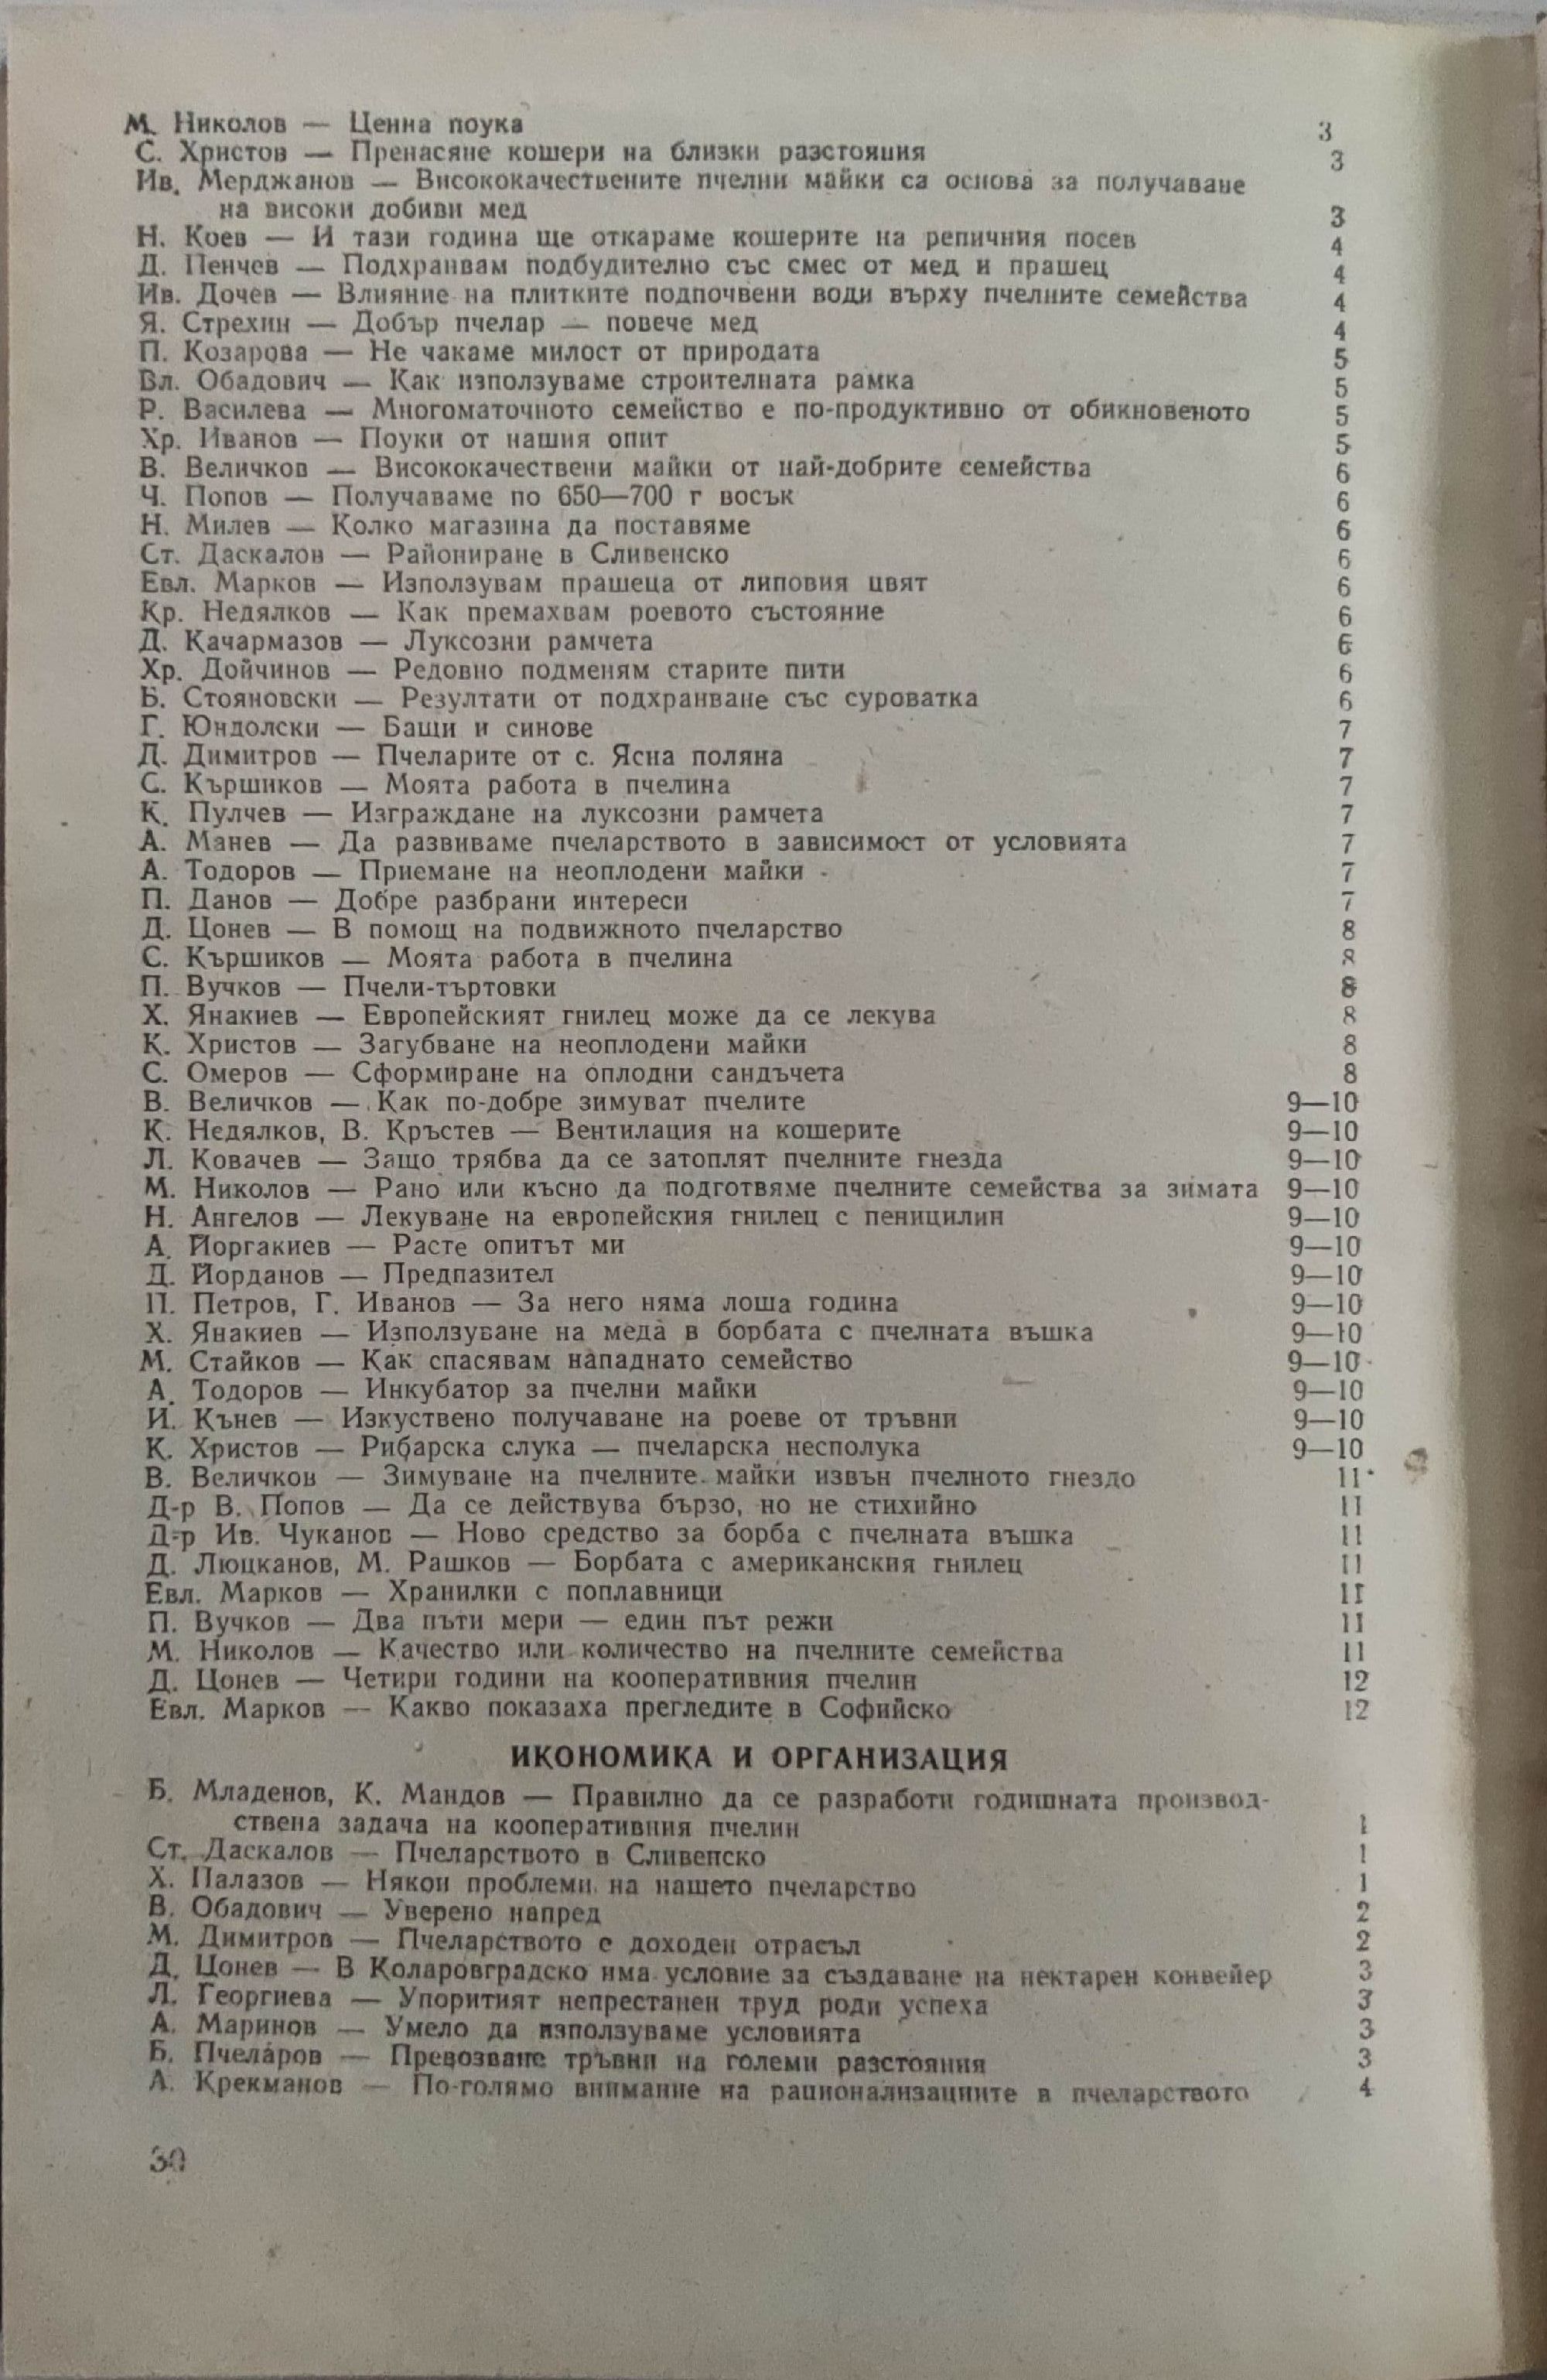 М. Николов — Ценна поука 3
С. Христов — Пренасяне кошери на близки разстояния 3
Ив. Мерджанов — Висококачествените пчелни майки са основа за получаване
на високи добиви мед 3
Н. Коев — И тази година ще откараме кошерите на репичния посев 4
Д. Пенчев — Подхранвам подбудително със смес от мед и прашец 4
Ив. Дочев — Влияние на плитките подпочвени води върху пчелните семейства 4
Я. Стрехин — Добър пчелар — повече мед 4
П. Козарова — Не чакаме милост от природата 5
Вл. Обадович — Как използуваме строителната рамка 5
Р. Василева — Многоматочното семейство е по-продуктивно от обикновеното 5
Хр. Иванов — Поуки от нашия опит 5
В. Величков — Висококачествени майки от най-добрите семейства 6
Ч. Попов — Получаваме по 650—700 г восък 6
Н. Милев — Колко магазина да поставяме 6
Ст. Даскалов — Райониране в Сливенско 6
Евл. Марков — Използувам прашеца от липовия цвят 6
Кр. Недялков — Как премахвам роевото състояние 6
Д. Качармазов — Луксозни рамчета 6
Хр. Дойчинов — Редовно подменям старите пити 6
Б. Стояновски — Резултати от подхранване със суроватка 6
Г. Юндолски — Бащи и синове 7
Д. Димитров — Пчеларите от с. Ясна поляна 7
С. Кършиков — Моята работа в пчелина 7
К. Пулчев — Изграждане на луксозни рамчета 7
А. Манев — Да развиваме пчеларството в зависимост от условията 7
А. Тодоров — Приемане на неоплодени майки 7
П. Данов — Добре разбрани интереси 7
Д. Цонев — В помощ на подвижното пчеларство 8
С. Кършиков — Моята работа в пчелина 8
П. Вучков — Пчели-търтовки 8
Х. Янакиев — Европейският гнилец може да се лекува 8
К. Христов — Загубване на неоплодени майки 8
С. Омеров — Сформиране на оплодни сандъчета 8
В. Величков — Как по-добре зимуват пчелите 9—10
К. Недялков, В. Кръстев — Вентилация на кошерите 9—10
Л. Ковачев — Защо трябва да се затоплят пчелните гнезда 9—10
М. Николов — Рано или късно да подготвяме пчелните семейства за зимата 9—10
Н. Ангелов — Лекуване на европейския гнилец с пеницилин 9—10
А. Йоргакиев — Расте опитът ми 9—10
Д. Йорданов — Предпазител 9—10
П. Петров, Г. Иванов — За него няма лоша година 9—10
Х. Янакиев — Използуване на меда в борбата с пчелната въшка 9—10
М. Стайков — Как спасявам нападнато семейство 9—10
А. Тодоров — Инкубатор за пчелни майки 9—10
И. Кънев — Изкуствено получаване на роеве от тръвни 9—10
К. Христов — Рибарска слука — пчеларска несполука 9—10
В. Величков — Зимуване на пчелните майки извън пчелното гнездо 11
Д-р В. Попов — Да се действува бързо, но не стихийно 11
Д-р Ив. Чуканов — Ново средство за борба с пчелната въшка 11
Д. Люцканов, М. Рашков — Борбата с американския гнилец 11
Евл. Марков — Хранилки с поплавници 11
П. Вучков — Два пъти мери — един път режи 11
М. Николов — Качество или количество на пчелните семейства 11
Д. Цонев — Четири години на кооперативния пчелин 12
Евл. Марков — Какво показаха прегледите в Софийско 12
ИКОНОМИКА И ОРГАНИЗАЦИЯ
Б. Младенов, К. Мандов — Правилно да се разработи годишната производ-
ствена задача на кооперативния пчелин 1
Ст. Даскалов — Пчеларството в Сливенско 1
Х. Палазов — Някои проблеми на нашето пчеларство 1
В. Обадович — Уверено напред 2
М. Димитров — Пчеларството е доходен отрасъл 2
Д. Цонев — В Коларовградско има условие за създаване на нектарен конвейер 3
Л. Георгиева — Упоритият непрестанен труд роди успеха 3
А. Маринов — Умело да използуваме условията 3
Б. Пчеларов — Превозване тръвни на големи разстояния 3
А. Крекманов — По-голямо внимание на рационализациите в пчеларството 4
30